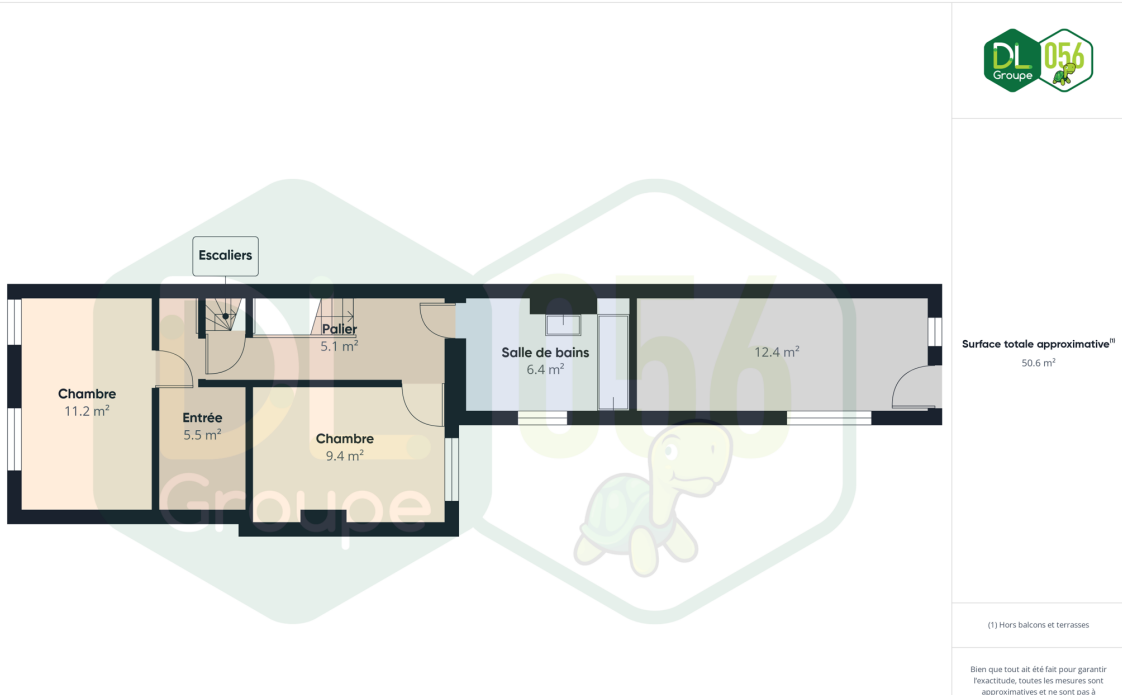 DL 056
Groupe
Escaliers
Palier
5.1 m²
Salle de bains
6.4 m²
12.4 m²
Chambre
11.2 m²
Entrée
5.5 m²
Chambre
9.4 m²
DL 056
Groupe
Surface totale approximative⁽¹⁾
50.6 m²
(1) Hors balcons et terrasses
Bien que tout ait été fait pour garantir
l'exactitude, toutes les mesures sont
approximatives et ne sont pas à